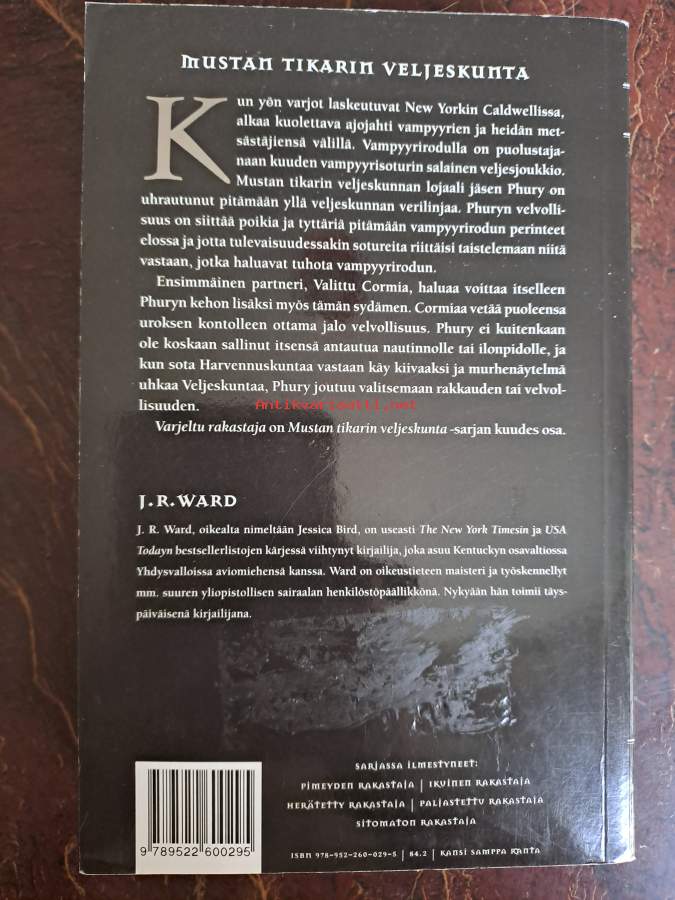 MUSTAN TIKARIN VELJESKUNTA
Kun yön varjot laskeutuvat New Yorkin Caldwellissa,
alkaa kuolettava ajojahti vampyyrien ja heidän met-
sästäjiensä välillä. Vampyyrirodulla on puolustaja-
naan kuuden vampyyrisoturin salainen veljesjoukkio.
Mustan tikarin veljeskunnan lojaali jäsen Phury on
uhrautunut pitämään yllä veljeskunnan verilinjaa. Phuryn velvolli-
suus on siittää poikia ja tyttäriä pitämään vampyyrirodun perinteet
elossa ja jotta tulevaisuudessakin sotureita riittäisi taistelemaan niitä
vastaan, jotka haluavat tuhota vampyyrirodun.
Ensimmäinen partneri, Valittu Cormia, haluaa voittaa itselleen
Phuryn kehon lisäksi myös tämän sydämen. Cormiaa vetää puoleensa
uroksen kontolleen ottama jalo velvollisuus. Phury ei kuitenkaan
ole koskaan sallinut itsensä antautua nautinnolle tai ilonpidolle, ja
kun sota Harvennuskuntaa vastaan käy kiivaaksi ja murhenäytelmä
uhkaa Veljeskuntaa, Phury joutuu valitsemaan rakkauden tai velvol-
lisuuden.
Antikvariaatti.net
Varjeltu rakastaja on Mustan tikarin veljeskunta -sarjan kuudes osa.
J.R.WARD
J. R. Ward, oikealta nimeltään Jessica Bird, on useasti The New York Timesin ja USA
Todayn bestsellerlistojen kärjessä viihtynyt kirjailija, joka asuu Kentuckyn osavaltiossa
Yhdysvalloissa aviomiehensä kanssa. Ward on oikeustieteen maisteri ja työskennellyt
mm. suuren yliopistollisen sairaalan henkilöstöpäällikkönä. Nykyään hän toimii täys-
päiväisenä kirjailijana.
SARJASSA ILMESTYNEET:
PIMEYDEN RAKASTAJA | IKUINEN RAKASTAJA
HERÄTETTY RAKASTAJA | PALJASTETTU RAKASTAJA
SITOMATON RAKASTAJA
9 789522 600295
ISBN 978-952-260-029-5 | 84.2 | KANSI SAMPPA RANTA